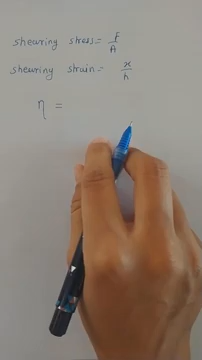 shearing stress = F/A
shearing strain = x/h
η =